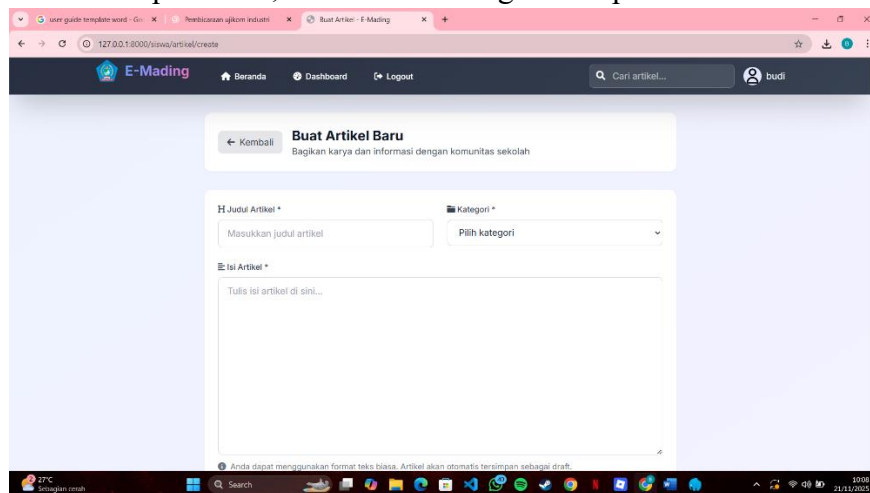 user guide template word - Go
Pembicaraan ujikom industri
Buat Artikel - E-Mading
127.0.0.1:8000/siswa/artikel/create
E-Mading
Beranda
Dashboard
Logout
Cari artikel...
budi
Kembali
Buat Artikel Baru
Bagikan karya dan informasi dengan komunitas sekolah
Judul Artikel *
Kategori *
Masukkan judul artikel
Pilih kategori
Isi Artikel *
Tulis isi artikel di sini...
Anda dapat menggunakan format teks biasa. Artikel akan otomatis tersimpan sebagai draft.
27°C
Sebagian cerah
Search
10:08
21/11/2025